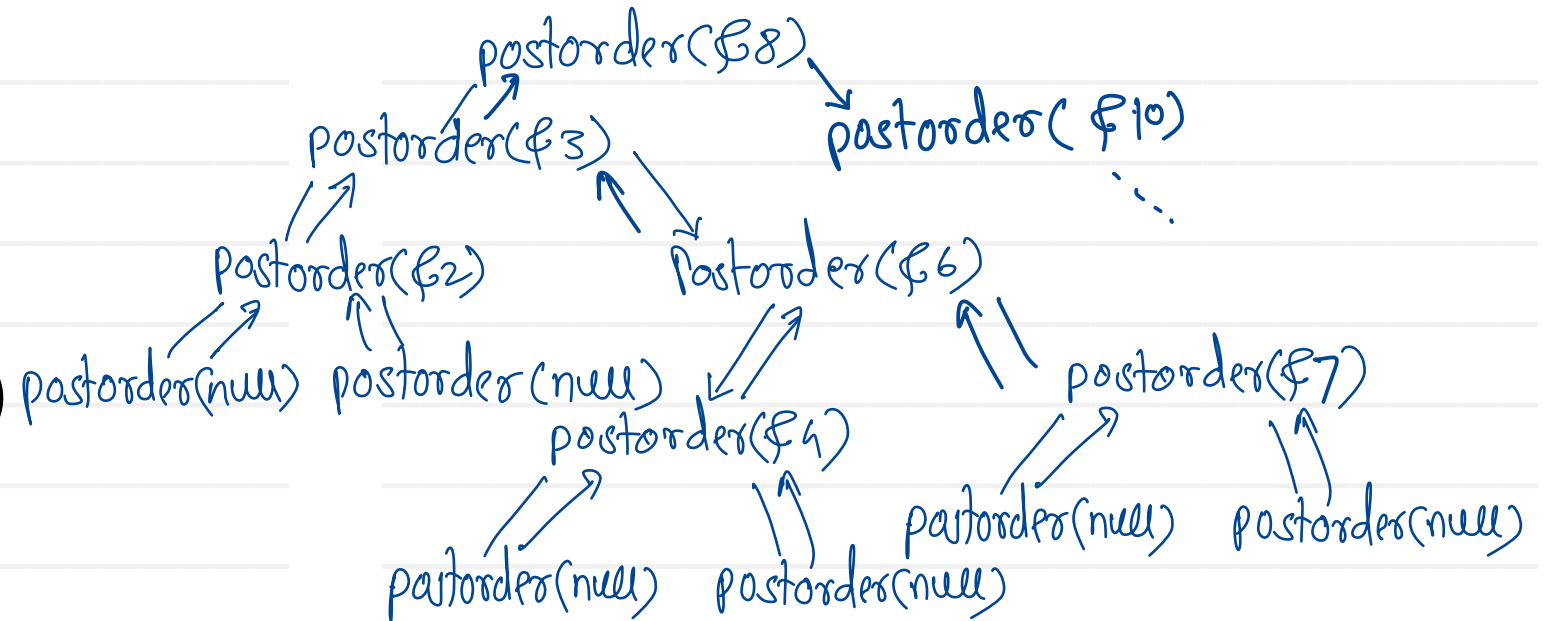 postorder(&8)
postorder(&3)
postorder(&10)
postorder(&2)
Postorder(&6)
postorder(null)
postorder(null)
postorder(&7)
postorder(&4)
postorder(null)
postorder(null)
postorder(null)
postorder(null)